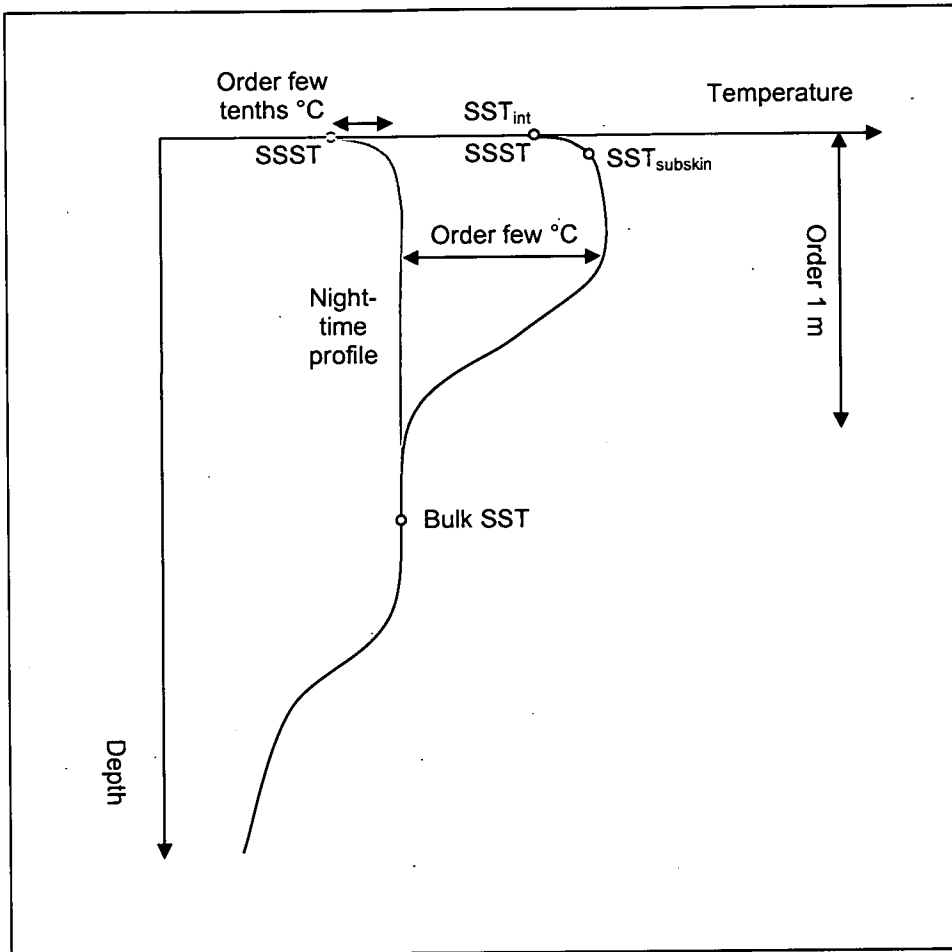 Order few
tenths °C
SST_int
Temperature
SSST
SSST
SST_subskin
Order few °C
Order 1 m
Night-
time
profile
Bulk SST
Depth